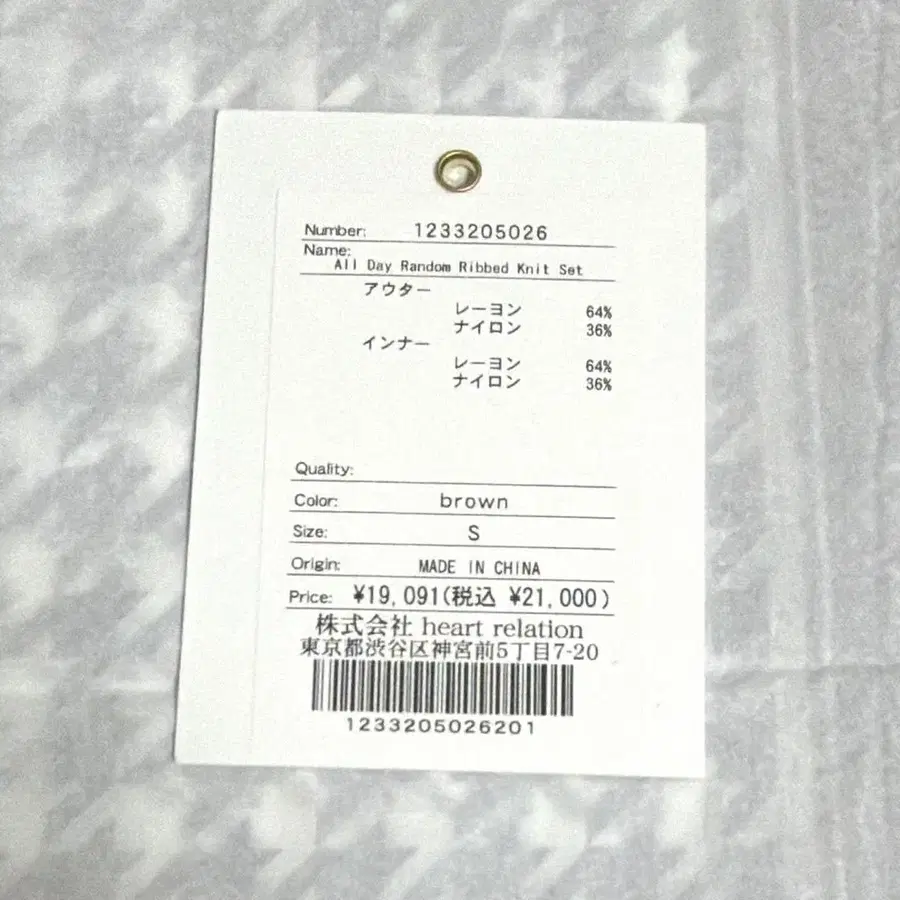 Number: 1233205026
Name:
All Day Random Ribbed Knit Set
アウター
レーヨン 64%
ナイロン 36%
インナー
レーヨン 64%
ナイロン 36%
Quality:
Color: brown
Size: S
Origin: MADE IN CHINA
Price: ¥19,091(税込 ¥21,000)
株式会社 heart relation
東京都渋谷区神宮前5丁目7-20
1233205026201